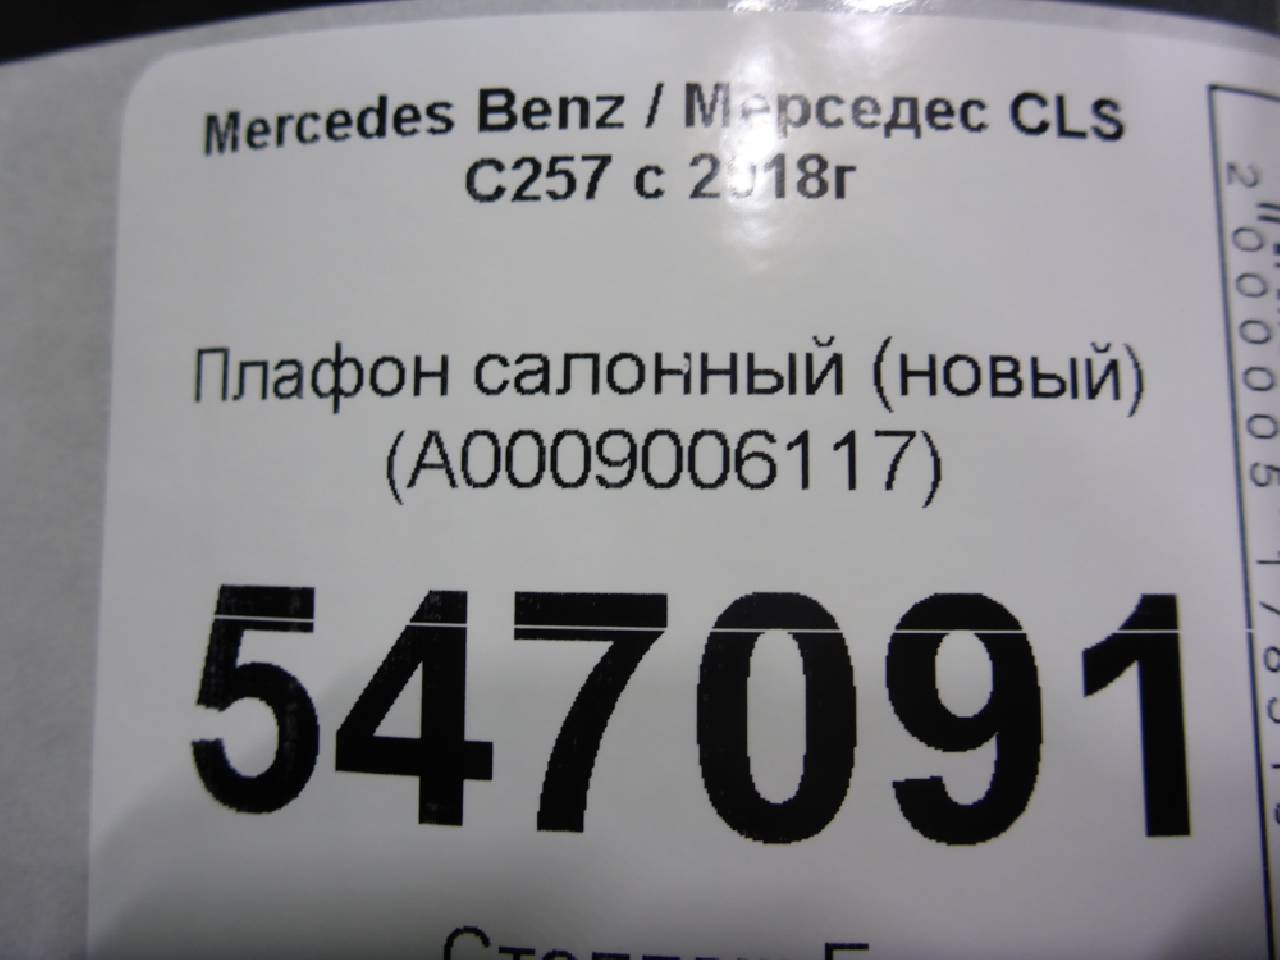 Mercedes Benz / Мерседес CLS
C257 с 2018г
Плафон салонный (новый)
(A0009006117)
547091